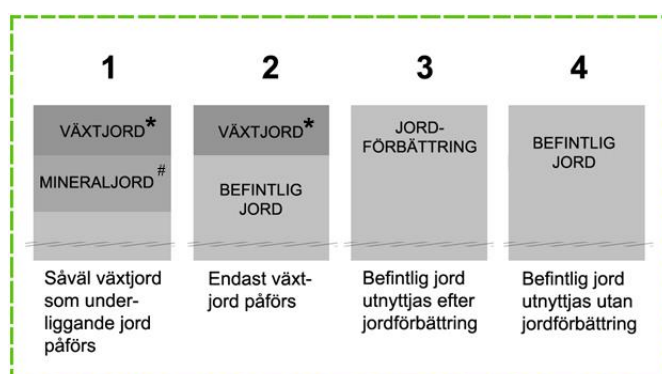 1
VÄXTJORD*
MINERALJORD #
Såväl växtjord
som under-
liggande jord
påförs
2
VÄXTJORD*
BEFINTLIG
JORD
Endast växt-
jord påförs
3
JORD-
FÖRBÄTTRING
Befintlig jord
utnyttjas efter
jordförbättring
4
BEFINTLIG
JORD
Befintlig jord
utnyttjas utan
jordförbättring